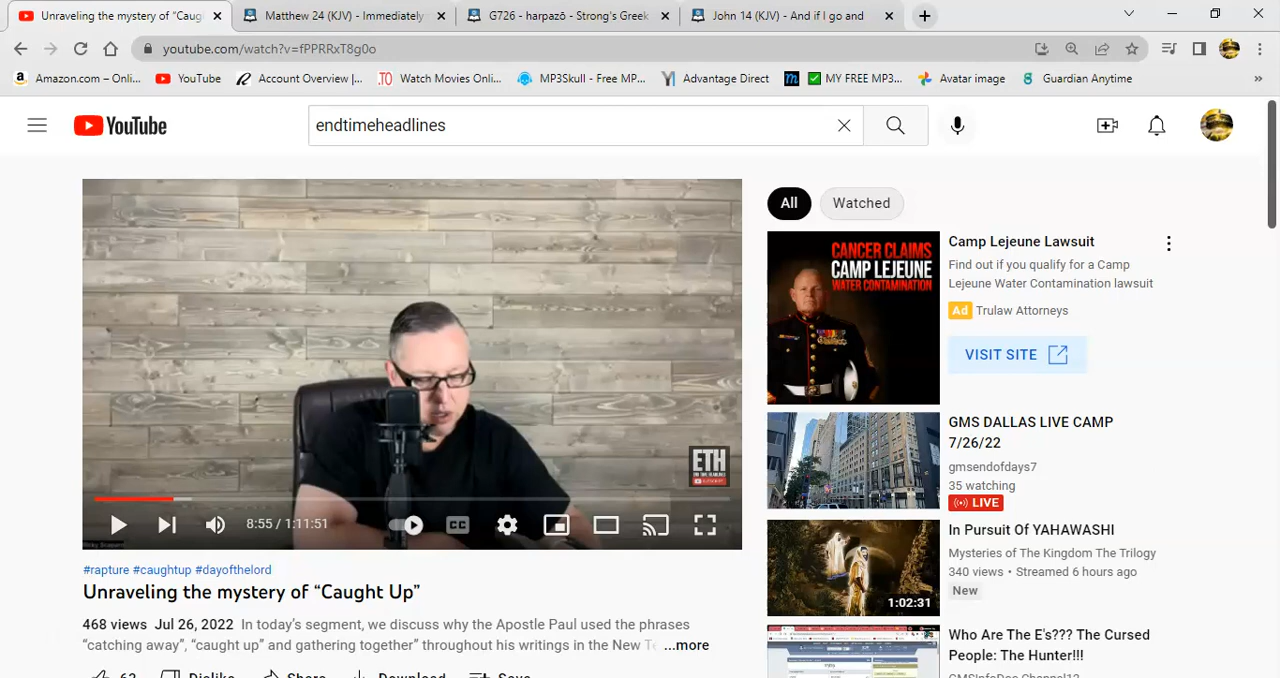 Unraveling the mystery of “Caug
Matthew 24 (KJV) - Immediately
G726 - harpazō - Strong's Greek
John 14 (KJV) - And if I go and
youtube.com/watch?v=fPPRRxT8g0o
Amazon.com – Onli...
YouTube
Account Overview |...
.TO Watch Movies Onli...
MP3Skull - Free MP...
Advantage Direct
m
MY FREE MP3...
Avatar image
Guardian Anytime
»
YouTube
endtimeheadlines
All
Watched
CANCER CLAIMS
CAMP LEJEUNE
WATER CONTAMINATION
Camp Lejeune Lawsuit
Find out if you qualify for a Camp
Lejeune Water Contamination lawsuit
Ad Trulaw Attorneys
VISIT SITE
GMS DALLAS LIVE CAMP
7/26/22
gmsendofdays7
35 watching
LIVE
In Pursuit Of YAHAWASHI
Mysteries of The Kingdom The Trilogy
340 views • Streamed 6 hours ago
New
1:02:31
Who Are The E's??? The Cursed
People: The Hunter!!!
ETH
8:55 / 1:11:51
CC
#rapture #caughtup #dayofthelord
Unraveling the mystery of “Caught Up”
468 views Jul 26, 2022 In today's segment, we discuss why the Apostle Paul used the phrases
“catching away” “caught up” and gathering together” throughout his writings in the New Te ...more
Dislike
Share
Download
Save